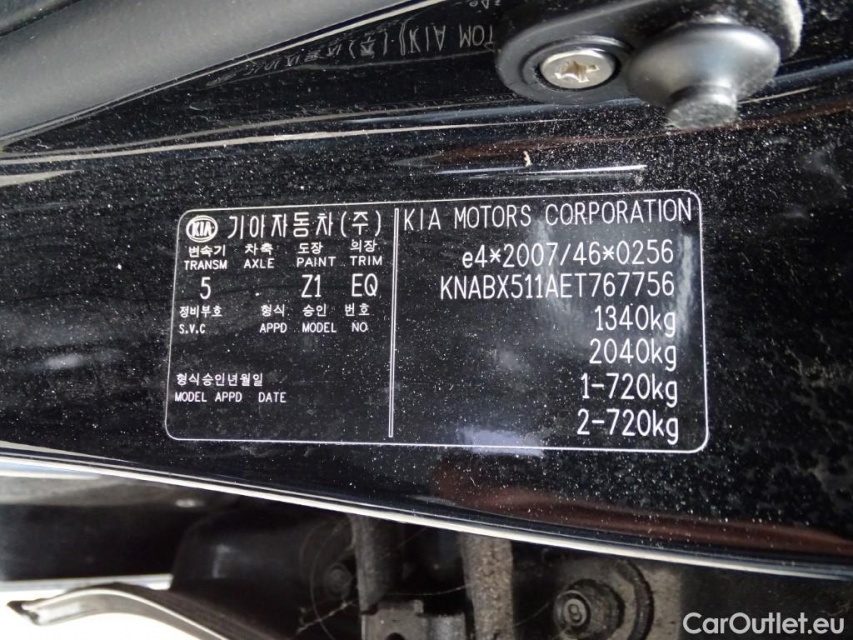 KIA 기아자동차(주)
변속기 차축 도장 의장
TRANSM AXLE PAINT TRIM
5 Z1 EQ
정비부호 형식 승인 번호
S.V.C APPD MODEL NO
형식승인년월일
MODEL APPD DATE
KIA MOTORS CORPORATION
e4*2007/46*0256
KNABX511AET767756
1340kg
2040kg
1-720kg
2-720kg
CarOutlet.eu